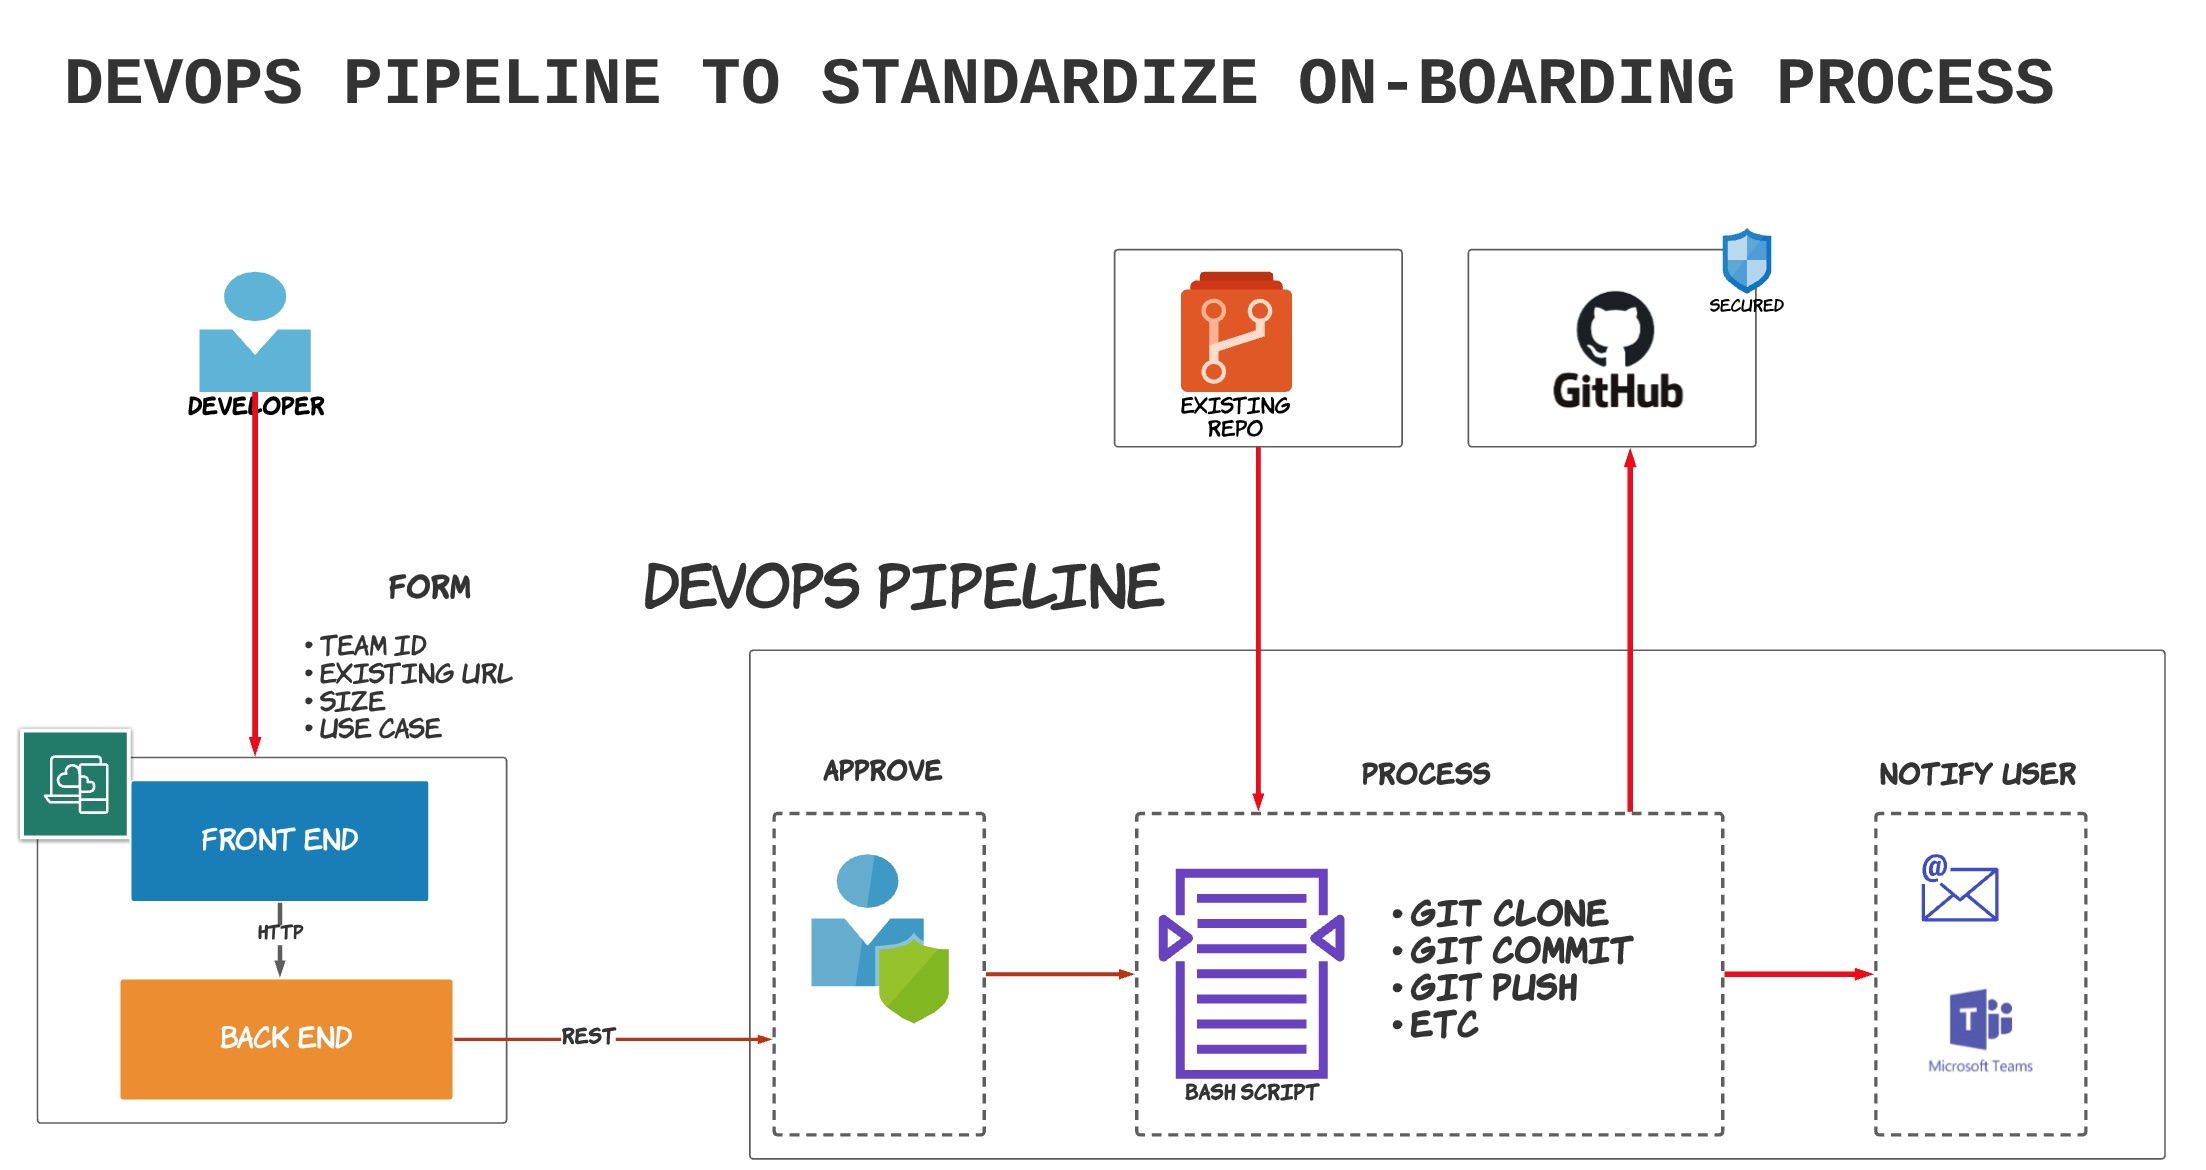 DEVOPS PIPELINE TO STANDARDIZE ON-BOARDING PROCESS
SECURED
DEVELOPER
EXISTING
REPO
GitHub
FORM
• TEAM ID
• EXISTING URL
• SIZE
• USE CASE
DEVOPS PIPELINE
FRONT END
HTTP
BACK END
REST
APPROVE
PROCESS
• GIT CLONE
• GIT COMMIT
• GIT PUSH
• ETC
BASH SCRIPT
NOTIFY USER
@
T
Microsoft Teams